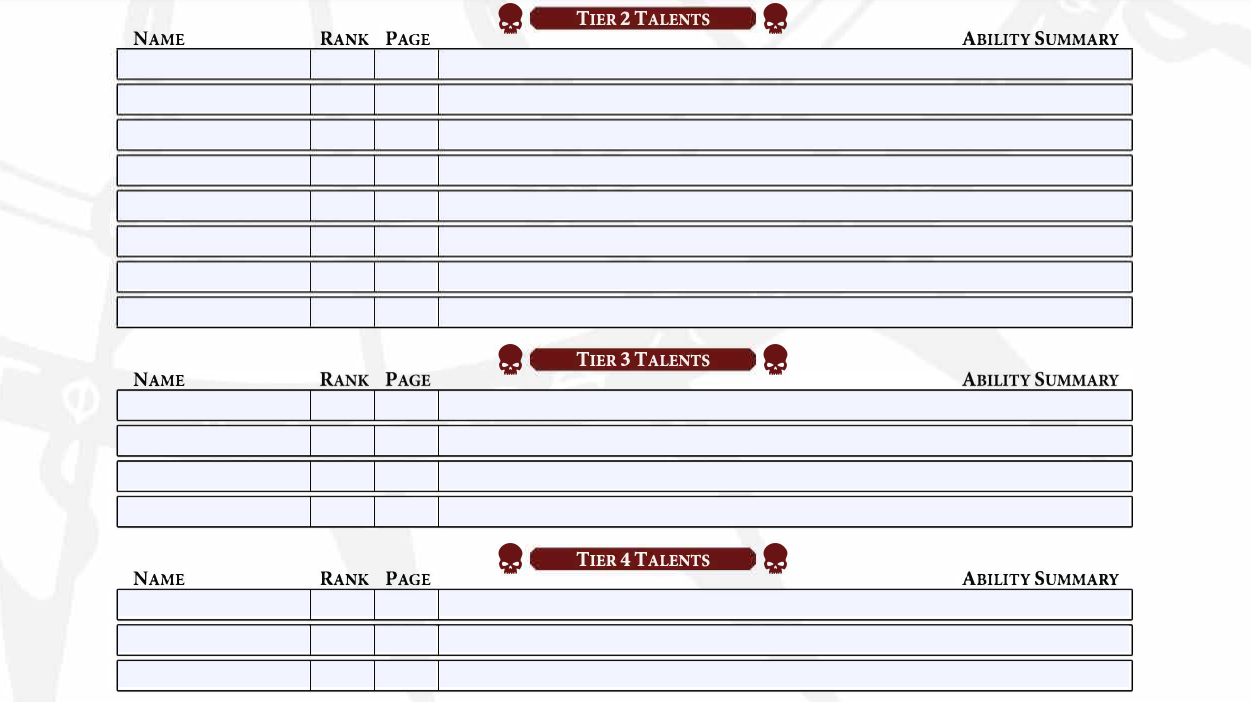 Tier 2 Talents
Name Rank Page Ability Summary
Tier 3 Talents
Name Rank Page Ability Summary
Tier 4 Talents
Name Rank Page Ability Summary